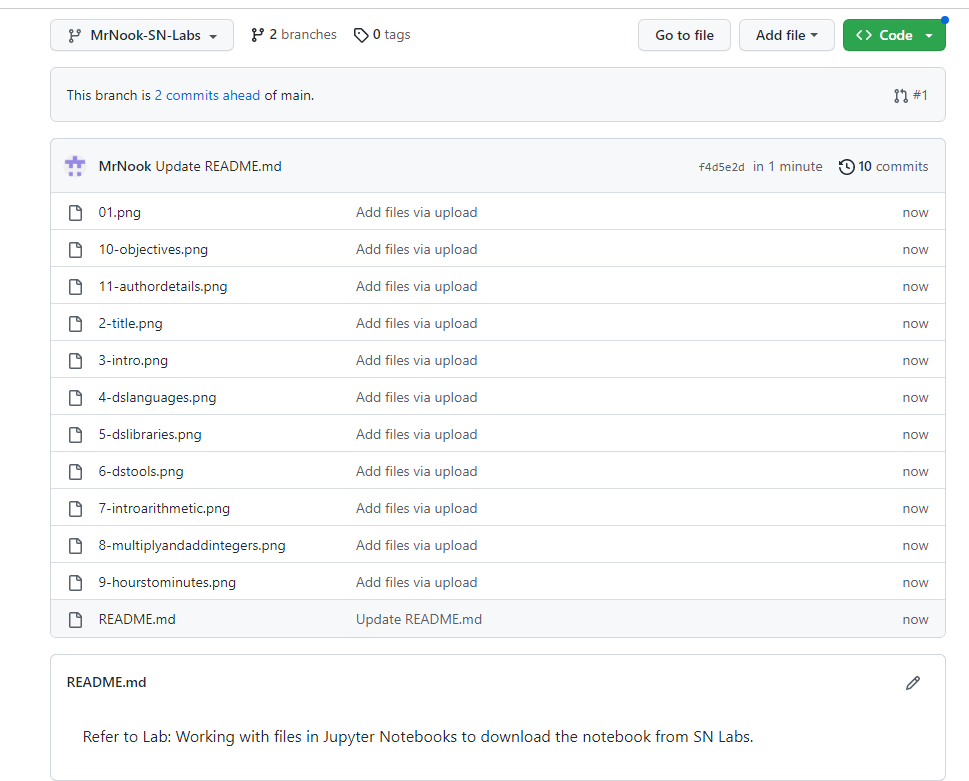 MrNook-SN-Labs 2 branches 0 tags Go to file Add file Code
This branch is 2 commits ahead of main. #1
MrNook Update README.md f4d5e2d in 1 minute 10 commits
01.png Add files via upload now
10-objectives.png Add files via upload now
11-authordetails.png Add files via upload now
2-title.png Add files via upload now
3-intro.png Add files via upload now
4-dslanguages.png Add files via upload now
5-dslibraries.png Add files via upload now
6-dstools.png Add files via upload now
7-introarithmetic.png Add files via upload now
8-multiplyandaddintegers.png Add files via upload now
9-hourstominutes.png Add files via upload now
README.md Update README.md now
README.md
Refer to Lab: Working with files in Jupyter Notebooks to download the notebook from SN Labs.